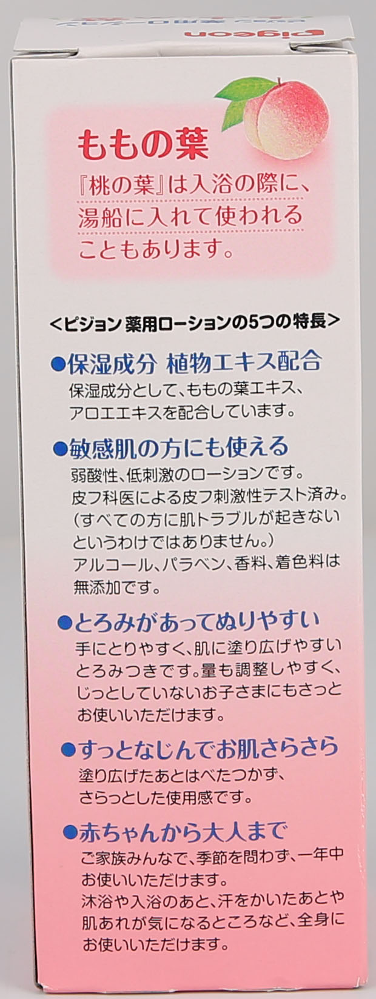 Pigeon
ピジョン 薬用ローション
ももの葉
『桃の葉』は入浴の際に、
湯船に入れて使われる
こともあります。
<ピジョン 薬用ローションの5つの特長>
●保湿成分 植物エキス配合
保湿成分として、ももの葉エキス、
アロエエキスを配合しています。
●敏感肌の方にも使える
弱酸性、低刺激のローションです。
皮フ科医による皮フ刺激性テスト済み。
(すべての方に肌トラブルが起きない
というわけではありません。)
アルコール、パラベン、香料、着色料は
無添加です。
●とろみがあってぬりやすい
手にとりやすく、肌に塗り広げやすい
とろみつきです。量も調整しやすく、
じっとしていないお子さまにもさっと
お使いいただけます。
●すっとなじんでお肌さらさら
塗り広げたあとはべたつかず、
さらっとした使用感です。
●赤ちゃんから大人まで
ご家族みんなで、季節を問わず、一年中
お使いいただけます。
沐浴や入浴のあと、汗をかいたあとや
肌あれが気になるところなど、全身に
お使いいただけます。